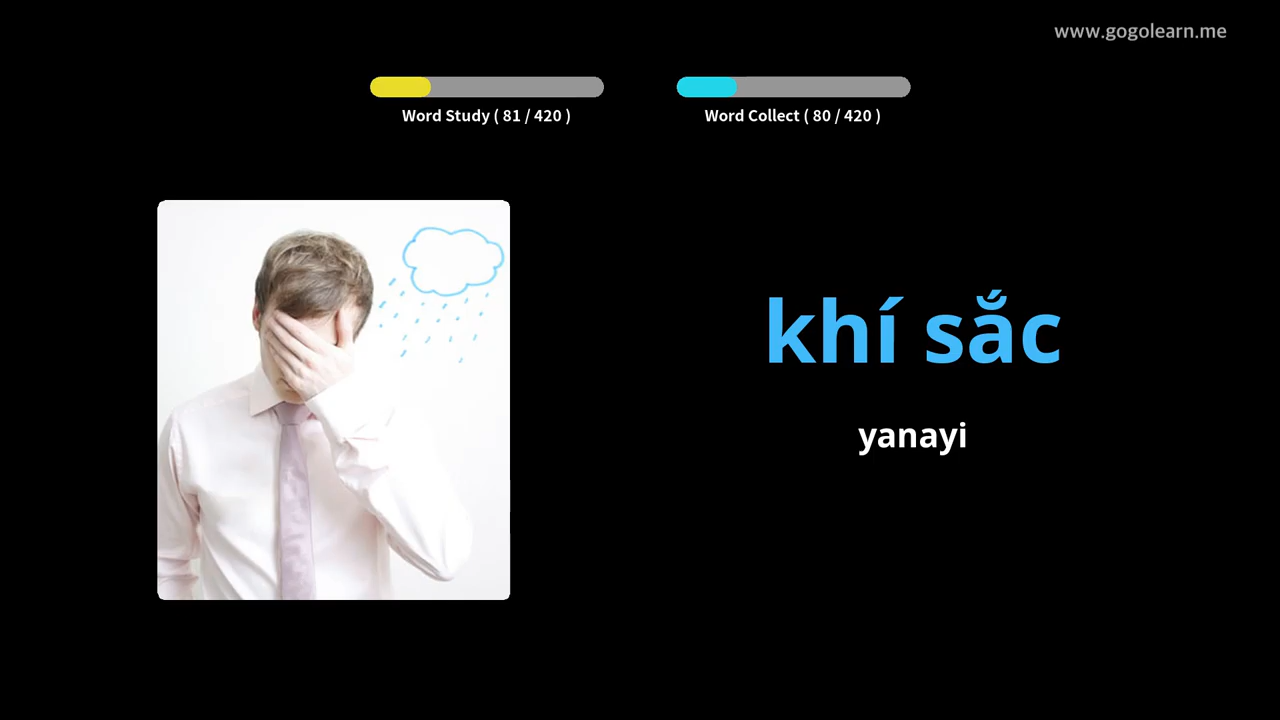 www.gogolearn.me
Word Study ( 81 / 420 )
Word Collect ( 80 / 420 )
khí sắc
yanayi